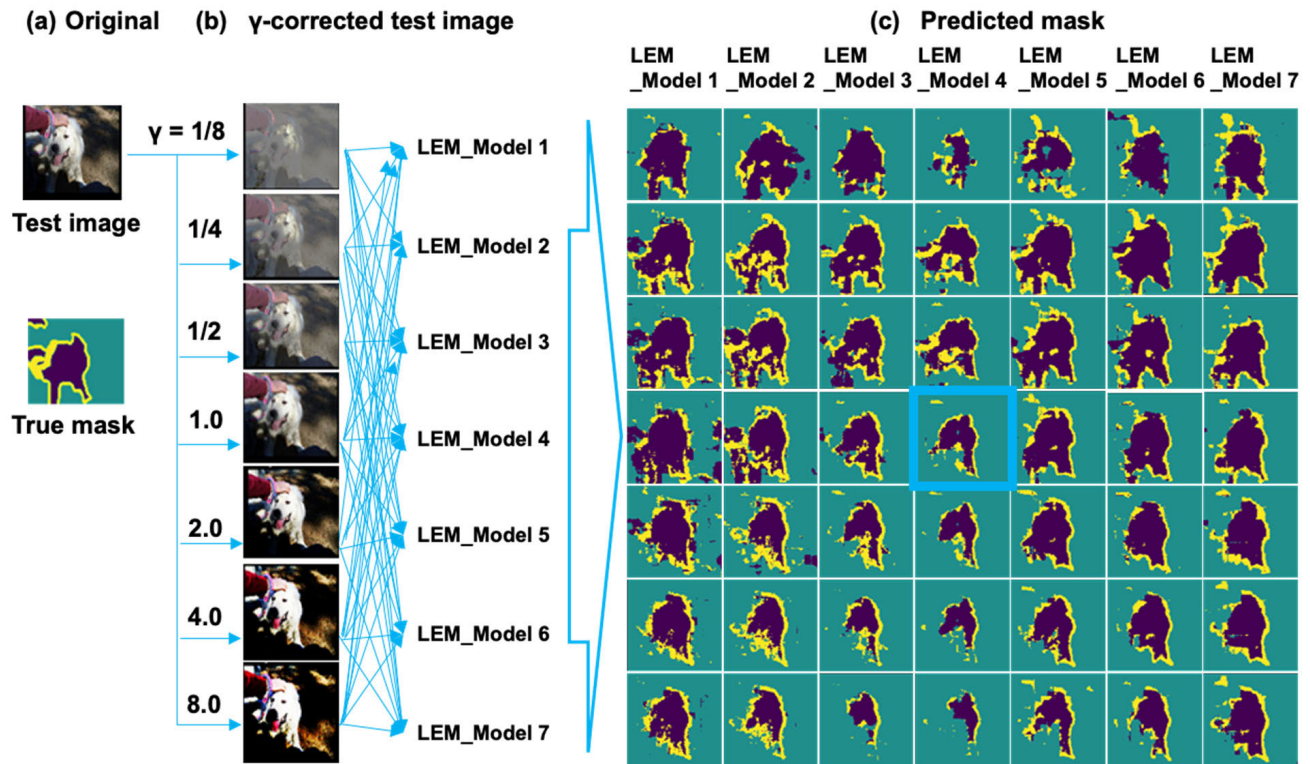 (a) Original
(b) γ-corrected test image
(c) Predicted mask
LEM _Model 1
LEM _Model 2
LEM _Model 3
LEM _Model 4
LEM _Model 5
LEM _Model 6
LEM _Model 7
γ = 1/8
LEM_Model 1
Test image
1/4
LEM_Model 2
1/2
LEM_Model 3
True mask
1.0
LEM_Model 4
2.0
LEM_Model 5
4.0
LEM_Model 6
8.0
LEM_Model 7